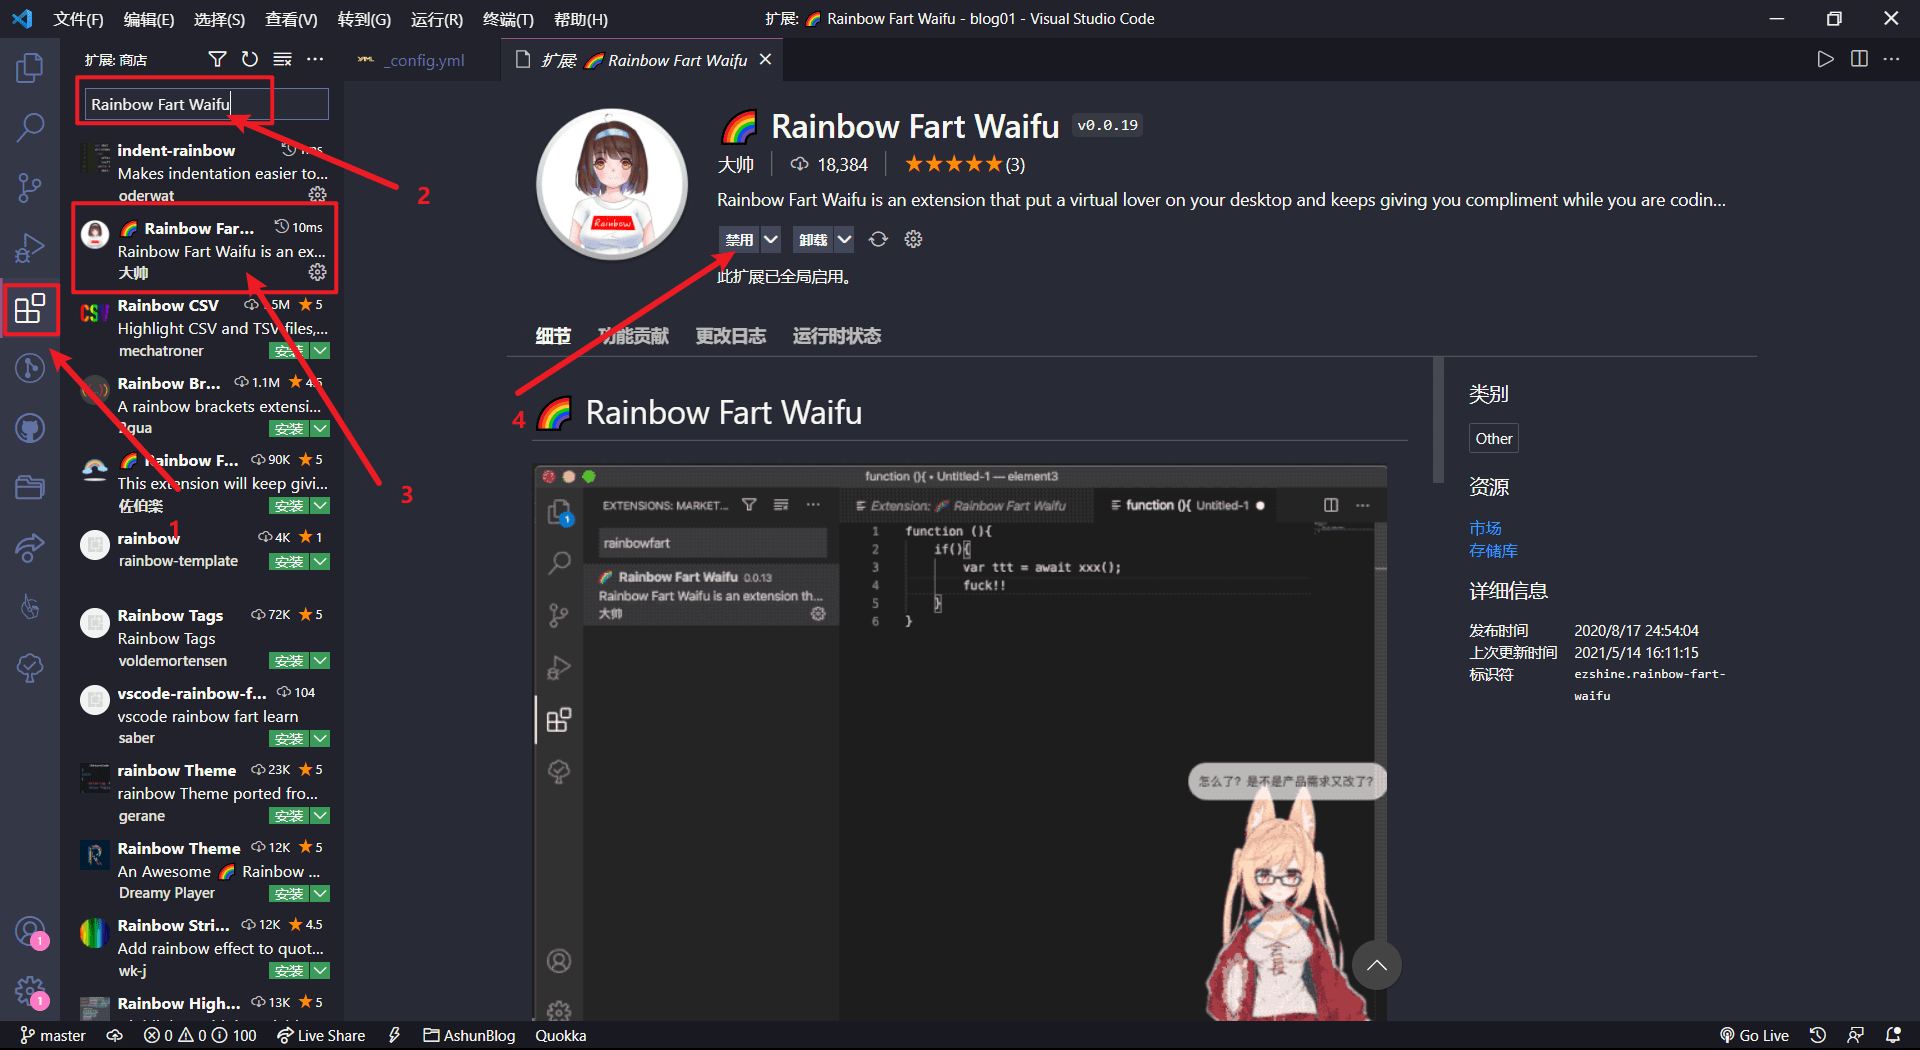 文件(F) 编辑(E) 选择(S) 查看(V) 转到(G) 运行(R) 终端(T) 帮助(H)
扩展: 🌈 Rainbow Fart Waifu - blog01 - Visual Studio Code
扩展: 商店
_config.yml
扩展: 🌈 Rainbow Fart Waifu
Rainbow Fart Waifu
indent-rainbow
Makes indentation easier to...
oderwat
2
🌈 Rainbow Far... 10ms
Rainbow Fart Waifu is an ex...
大帅
Rainbow CSV 5
Highlight CSV and TSV files,...
mechatroner 安装
Rainbow Br... 1.1M
A rainbow brackets extensi...
安装
🌈 Rainbow F... 90K 5
This extension will keep givi...
佐伯楽 安装
3
1
rainbow 4K 1
rainbow-template 安装
Rainbow Tags 72K 5
Rainbow Tags
voldemortensen 安装
vscode-rainbow-f... 104
vscode rainbow fart learn
saber 安装
rainbow Theme 23K 5
rainbow Theme ported fro...
gerane 安装
Rainbow Theme 12K 5
An Awesome 🌈 Rainbow ...
Dreamy Player 安装
Rainbow Stri... 12K 4.5
Add rainbow effect to quot...
wk-j 安装
Rainbow High... 13K 5
🌈 Rainbow Fart Waifu v0.0.19
Rainbow
大帅 18,384 ★★★★★(3)
Rainbow Fart Waifu is an extension that put a virtual lover on your desktop and keeps giving you compliment while you are codin...
禁用 卸载
此扩展已全局启用。
细节 功能贡献 更改日志 运行时状态
4
🌈 Rainbow Fart Waifu
function (){ • Untitled-1 — element3
1
EXTENSIONS: MARKET... ...
Extension: 🌈 Rainbow Fart Waifu
function (){ Untitled-1 ●
rainbowfart
🌈 Rainbow Fart Waifu 0.0.13
Rainbow Fart Waifu is an extension th...
大帅
1 function (){
2 if(){
3 var ttt = await xxx();
4 fuck!!
5 }
6 }
怎么了？是不是产品需求又改了？
类别
Other
资源
市场
存储库
详细信息
发布时间 2020/8/17 24:54:04
上次更新时间 2021/5/14 16:11:15
标识符 ezshine.rainbow-fart-
waifu
1
1
master 0 0 100 Live Share AshunBlog Quokka
Go Live